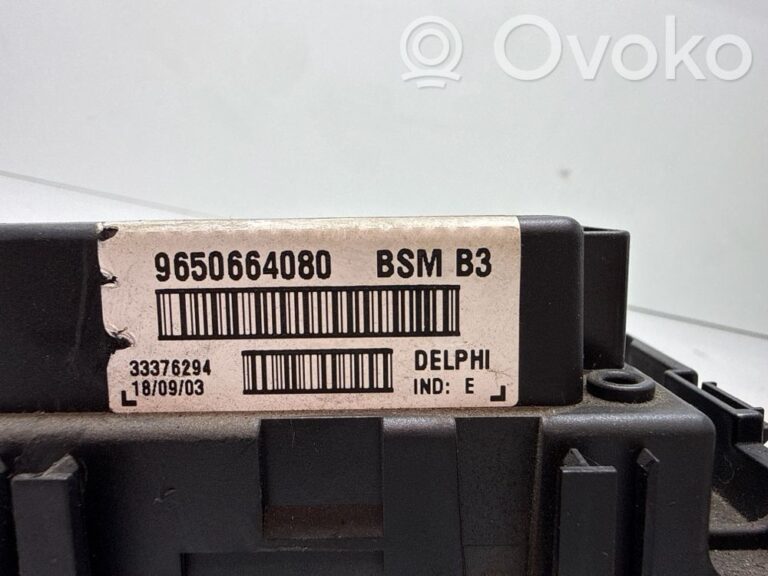 Ovoko
9650664080 BSM B3
33376294
18/09/03
DELPHI
IND: E